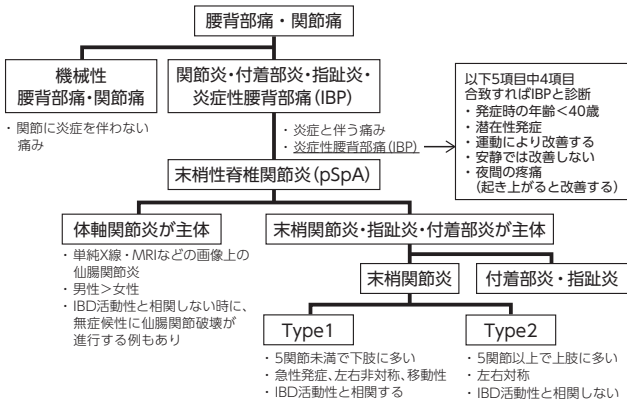 腰背部痛・関節痛
機械性
腰背部痛・関節痛
・関節に炎症を伴わない
痛み
関節炎・付着部炎・指趾炎・
炎症性腰背部痛(IBP)
・炎症と伴う痛み
・炎症性腰背部痛(IBP)
以下5項目中4項目
合致すればIBPと診断
・発症時の年齢<40歳
・潜在性発症
・運動により改善する
・安静では改善しない
・夜間の疼痛
(起き上がると改善する)
末梢性脊椎関節炎(pSpA)
体軸関節炎が主体
・単純X線・MRIなどの画像上の
仙腸関節炎
・男性>女性
・IBD活動性と相関しない時に、
無症候性に仙腸関節破壊が
進行する例もあり
末梢関節炎・指趾炎・付着部炎が主体
末梢関節炎
付着部炎・指趾炎
Type1
・5関節未満で下肢に多い
・急性発症、左右非対称、移動性
・IBD活動性と相関する
Type2
・5関節以上で上肢に多い
・左右対称
・IBD活動性と相関しない